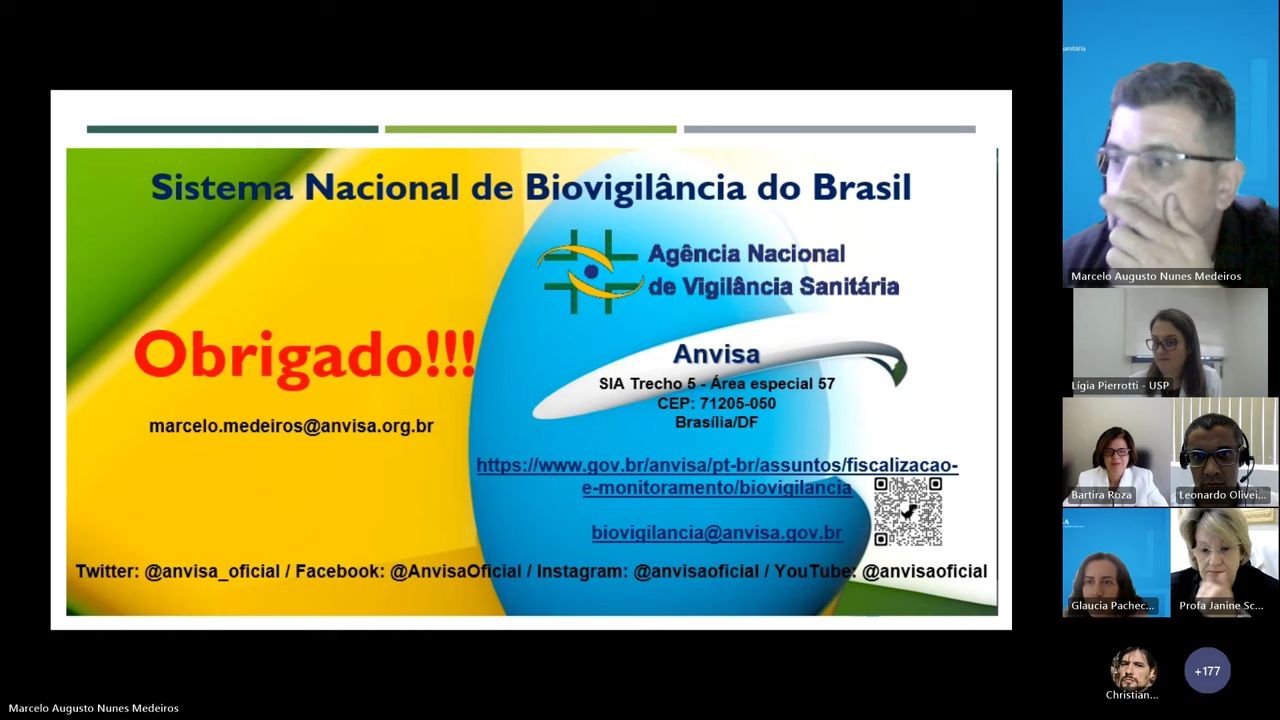 Sistema Nacional de Biovigilância do Brasil
Agência Nacional
de Vigilância Sanitária
Obrigado!!!
marcelo.medeiros@anvisa.org.br
Anvisa
SIA Trecho 5 - Área especial 57
CEP: 71205-050
Brasília/DF
https://www.gov.br/anvisa/pt-br/assuntos/fiscalizacao-
e-monitoramento/biovigilancia
biovigilancia@anvisa.gov.br
Twitter: @anvisa_oficial / Facebook: @AnvisaOficial / Instagram: @anvisaoficial / YouTube: @anvisaoficial
Sanitária
Marcelo Augusto Nunes Medeiros
Lígia Pierrotti - USP
Bartira Roza
Leonardo Olivei...
Glaucia Pachec...
Profa Janine Sc...
Christian...
+177
Marcelo Augusto Nunes Medeiros